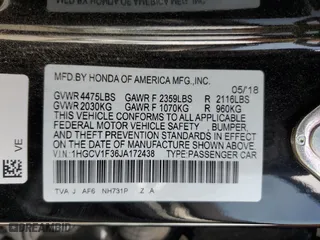 MFD.BY HONDA OF AMERICA MFG.,INC.
05/18
GVWR 4475LBS GAWR F 2359LBS R 2116LBS
GVWR 2030KG GAWR F 1070KG R 960KG
THIS VEHICLE CONFORMS TO ALL APPLICABLE
FEDERAL MOTOR VEHICLE SAFETY, BUMPER,
AND THEFT PREVENTION STANDARDS IN EFFECT
ON THE DATE OF MANUFACTURE SHOWN ABOVE.
V.I.N: 1HGCV1F36JA172438 TYPE:PASSENGER CAR
TVA J AF6 NH731P Z A
VE
DREAMBID